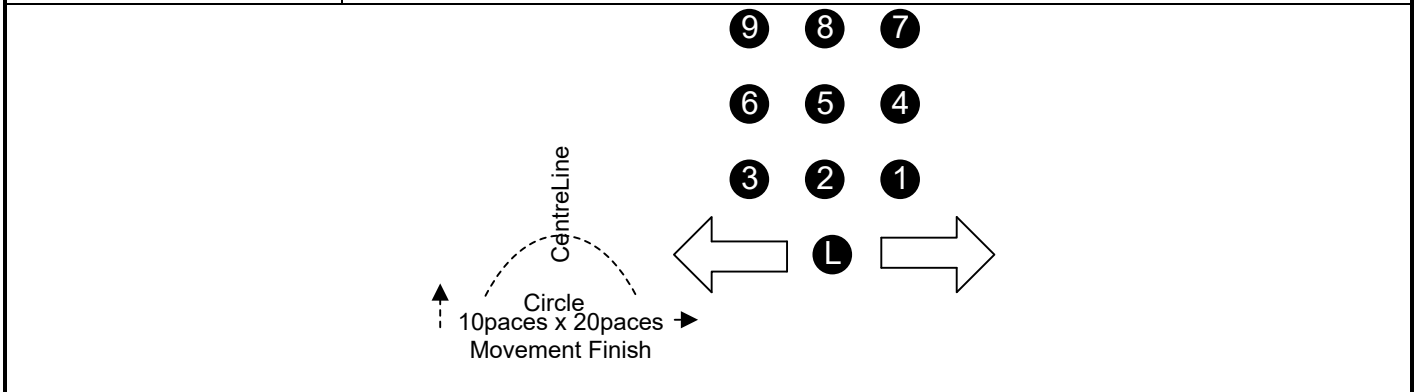 9 8 7
6 5 4
3 2 1
CentreLine
L
Circle
10paces x 20paces
Movement Finish